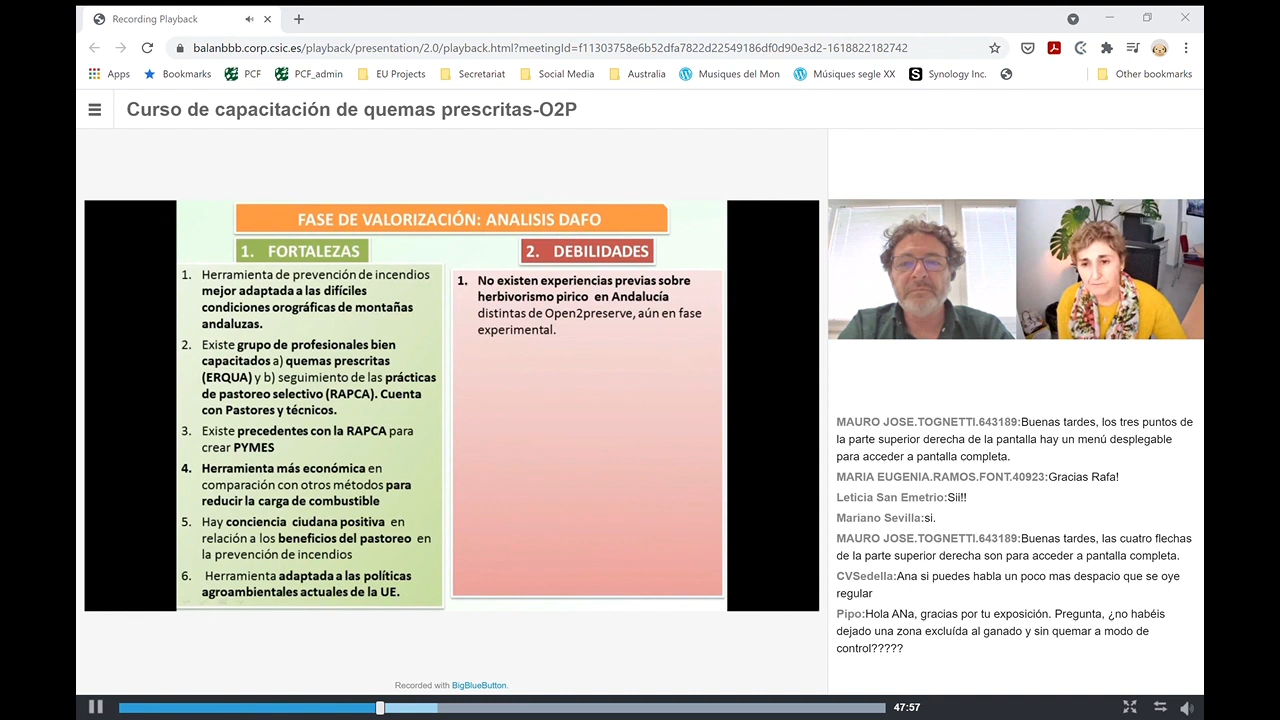 Recording Playback
balanbbb.corp.csic.es/playback/presentation/2.0/playback.html?meetingId=f11303758e6b52dfa7822d22549186df0d90e3d2-1618822182742
Apps
Bookmarks
PCF
PCF_admin
EU Projects
Secretariat
Social Media
Australia
Musiques del Mon
Músiques segle XX
S
Synology Inc.
Other bookmarks
Curso de capacitación de quemas prescritas-O2P
FASE DE VALORIZACIÓN: ANALISIS DAFO
1. FORTALEZAS
1. Herramienta de prevención de incendios
mejor adaptada a las difíciles
condiciones orográficas de montañas
andaluzas.
2. Existe grupo de profesionales bien
capacitados a) quemas prescritas
(ERQUA) y b) seguimiento de las prácticas
de pastoreo selectivo (RAPCA). Cuenta
con Pastores y técnicos.
3. Existe precedentes con la RAPCA para
crear PYMES
4. Herramienta más económica en
comparación con otros métodos para
reducir la carga de combustible
5. Hay conciencia ciudana positiva en
relación a los beneficios del pastoreo en
la prevención de incendios
6. Herramienta adaptada a las políticas
agroambientales actuales de la UE.
2. DEBILIDADES
1. No existen experiencias previas sobre
herbivorismo pirico en Andalucía
distintas de Open2preserve, aún en fase
experimental.
MAURO JOSE.TOGNETTI.643189:Buenas tardes, los tres puntos de
la parte superior derecha de la pantalla hay un menú desplegable
para acceder a pantalla completa.
MARIA EUGENIA.RAMOS.FONT.40923:Gracias Rafa!
Leticia San Emetrio:Sii!!
Mariano Sevilla:si.
MAURO JOSE.TOGNETTI.643189:Buenas tardes, las cuatro flechas
de la parte superior derecha son para acceder a pantalla completa.
CVSedella:Ana si puedes habla un poco mas despacio que se oye
regular
Pipo:Hola ANa, gracias por tu exposición. Pregunta, ¿no habéis
dejado una zona excluída al ganado y sin quemar a modo de
control?????
Recorded with BigBlueButton.
47:57